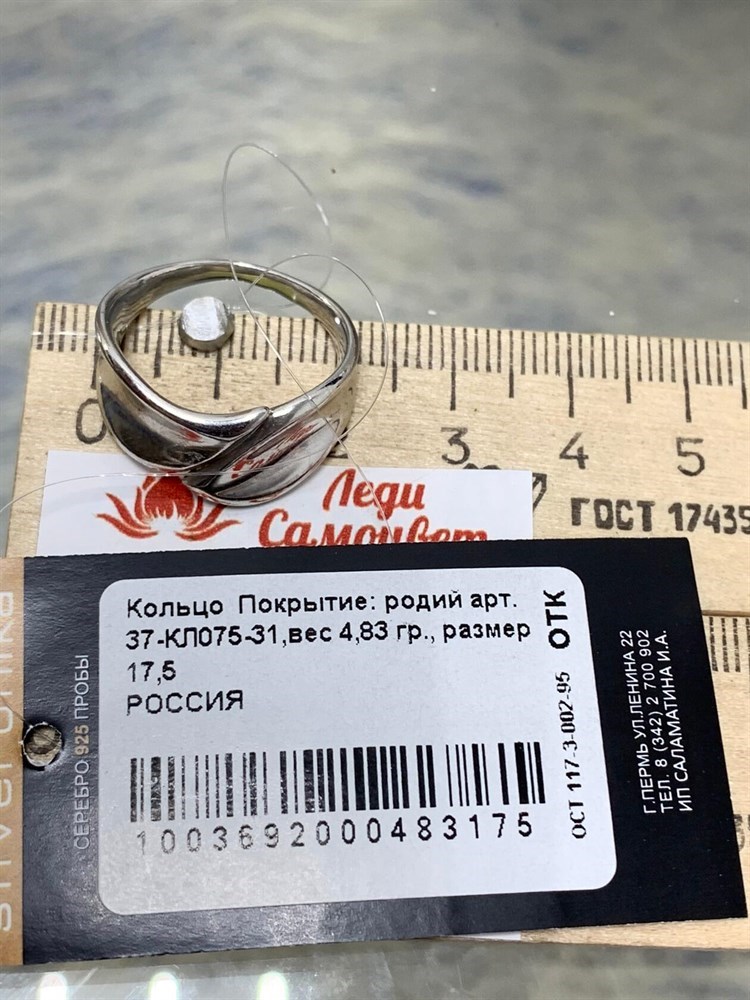 0
3
4
5
ГОСТ 17435
Леди
Самоцвет
Кольцо Покрытие: родий арт.
37-КЛ075-31,вес 4,83 гр., размер
17,5
РОССИЯ
1003692000483175
ОТК
ОСТ 117-3-002-95
СЕРЕБРО 925 ПРОБЫ
Г.ПЕРМЬ УЛ.ЛЕНИНА 22
ТЕЛ. 8 (342) 2 700 902
ИП САЛАМАТИНА И.А.